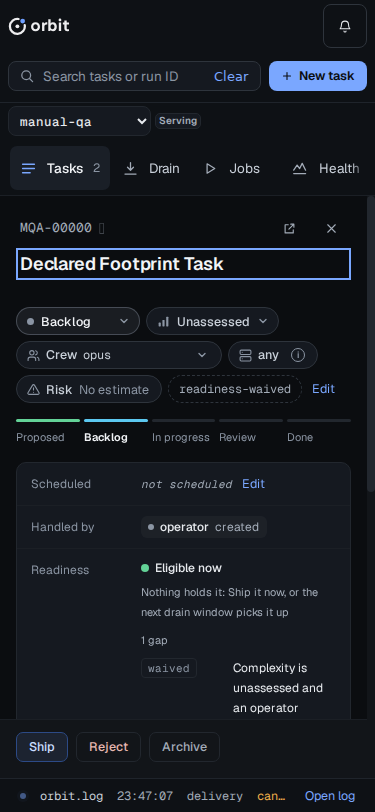 orbit
Search tasks or run ID Clear + New task
manual-qa Serving
Tasks 2 Drain Jobs Health
MQA-00000
Declared Footprint Task
Backlog Unassessed
Crew opus any
Risk No estimate readiness-waived Edit
Proposed Backlog In progress Review Done
Scheduled not scheduled Edit
Handled by operator created
Readiness Eligible now
Nothing holds it: Ship it now, or the
next drain window picks it up
1 gap
waived Complexity is
unassessed and
an operator
Ship Reject Archive
orbit.log 23:47:07 delivery can… Open log